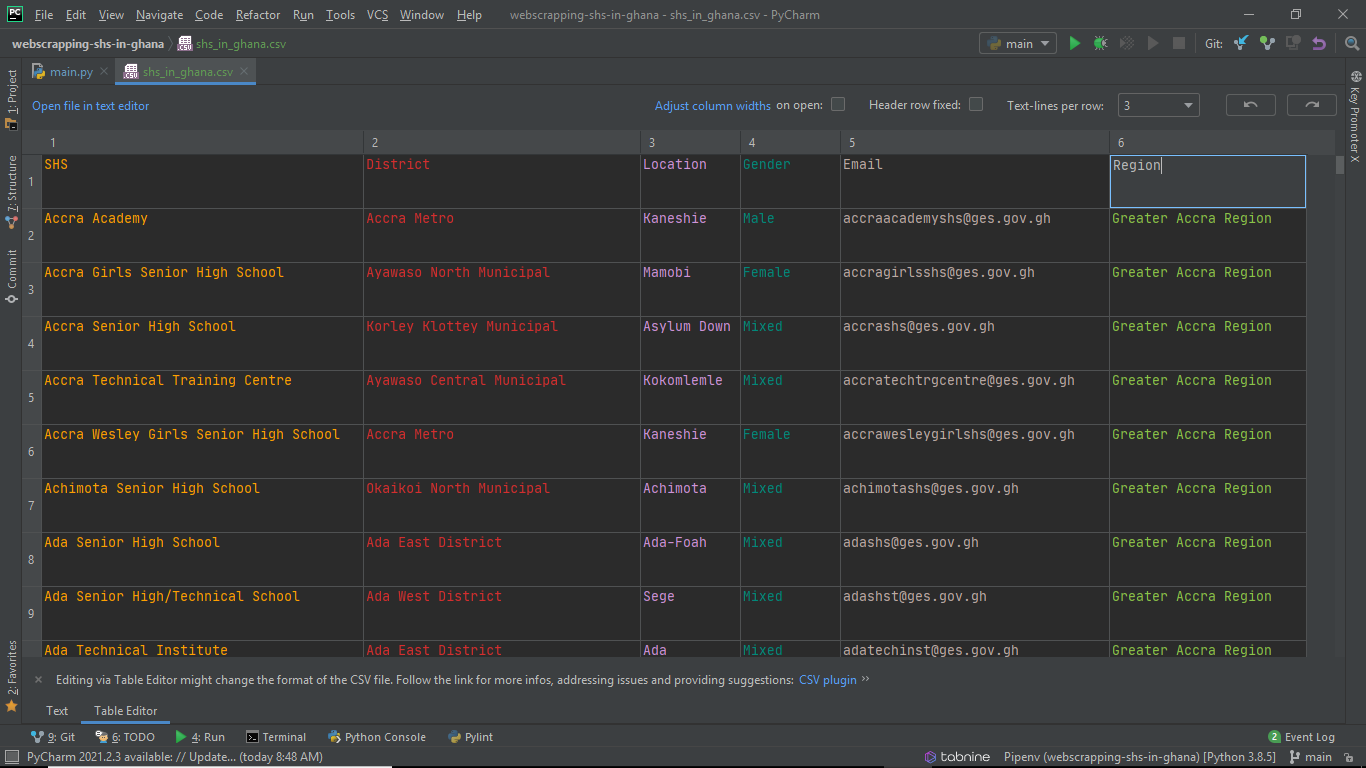 PC File Edit View Navigate Code Refactor Run Tools VCS Window Help webscrapping-shs-in-ghana - shs_in_ghana.csv - PyCharm
webscrapping-shs-in-ghana shs_in_ghana.csv main Git:
main.py shs_in_ghana.csv
Open file in text editor Adjust column widths on open: Header row fixed: Text-lines per row: 3
1 2 3 4 5 6
1 SHS District Location Gender Email Region
2 Accra Academy Accra Metro Kaneshie Male accraacademyshs@ges.gov.gh Greater Accra Region
3 Accra Girls Senior High School Ayawaso North Municipal Mamobi Female accragirlsshs@ges.gov.gh Greater Accra Region
4 Accra Senior High School Korley Klottey Municipal Asylum Down Mixed accrashs@ges.gov.gh Greater Accra Region
5 Accra Technical Training Centre Ayawaso Central Municipal Kokomlemle Mixed accratechtrgcentre@ges.gov.gh Greater Accra Region
6 Accra Wesley Girls Senior High School Accra Metro Kaneshie Female accrawesleygirlshs@ges.gov.gh Greater Accra Region
7 Achimota Senior High School Okaikoi North Municipal Achimota Mixed achimotashs@ges.gov.gh Greater Accra Region
8 Ada Senior High School Ada East District Ada-Foah Mixed adashs@ges.gov.gh Greater Accra Region
9 Ada Senior High/Technical School Ada West District Sege Mixed adashst@ges.gov.gh Greater Accra Region
Ada Technical Institute Ada East District Ada Mixed adatechinst@ges.gov.gh Greater Accra Region
1: Project
7: Structure
Commit
2: Favorites
Key Promoter X
Editing via Table Editor might change the format of the CSV file. Follow the link for more infos, addressing issues and providing suggestions: CSV plugin
Text Table Editor
9: Git 6: TODO 4: Run Terminal Python Console Pylint 2 Event Log
PyCharm 2021.2.3 available: // Update... (today 8:48 AM) tabnine Pipenv (webscrapping-shs-in-ghana) [Python 3.8.5] main